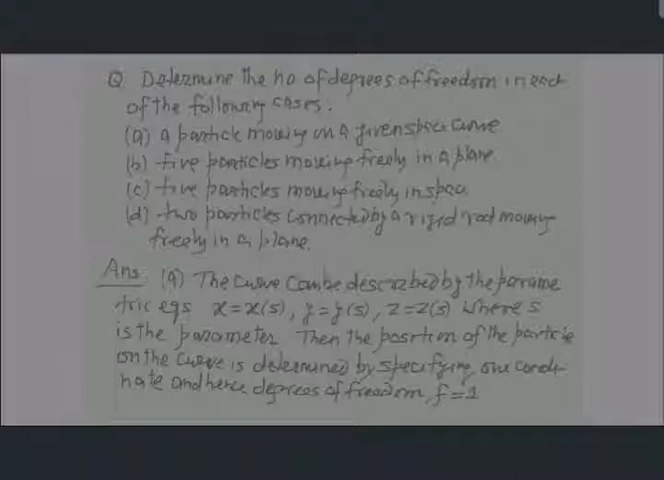 Q Determine the no of degrees of freedom in each
of the following cases:
(a) a particle moving on a given space curve
(b) five particles moving freely in a plane
(c) five particles moving freely in space
(d) two particles connected by a rigid rod moving
freely in a plane.
Ans (a) The curve can be described by the parame
tric eqs x=x(s), y=y(s), z=z(s) where s
is the parameter. Then the position of the particle
on the curve is determined by specifying one coordi-
nate and hence degrees of freedom, f=1